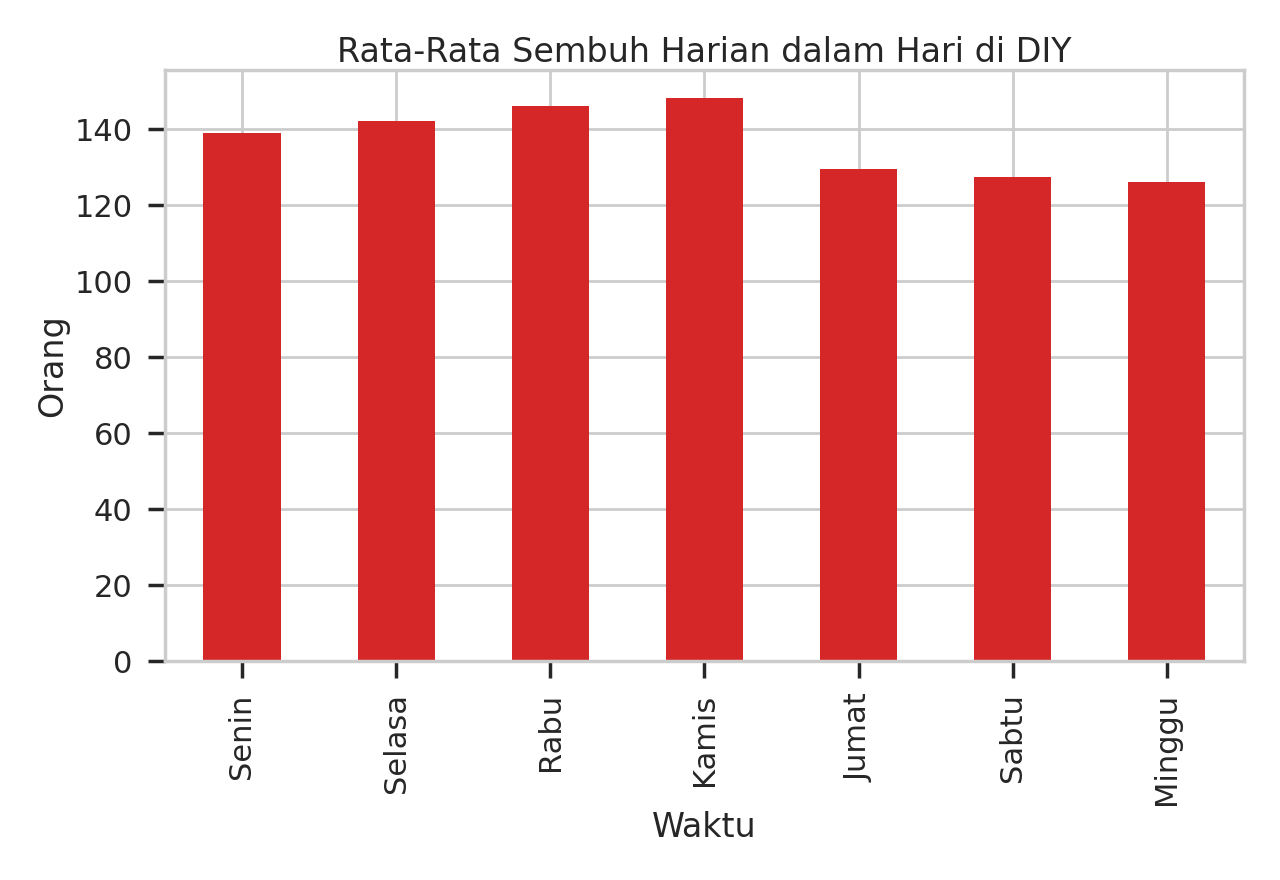 Rata-Rata Sembuh Harian dalam Hari di DIY
140
120
100
80
60
40
20
0
Orang
Senin
Selasa
Rabu
Kamis
Jumat
Sabtu
Minggu
Waktu